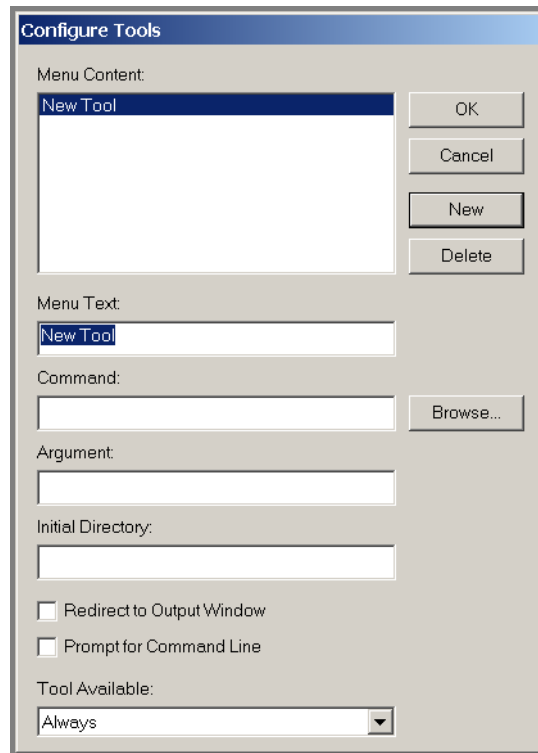 Configure Tools
Menu Content:
New Tool
OK
Cancel
New
Delete
Menu Text:
New Tool
Command:
Browse...
Argument:
Initial Directory:
Redirect to Output Window
Prompt for Command Line
Tool Available:
Always